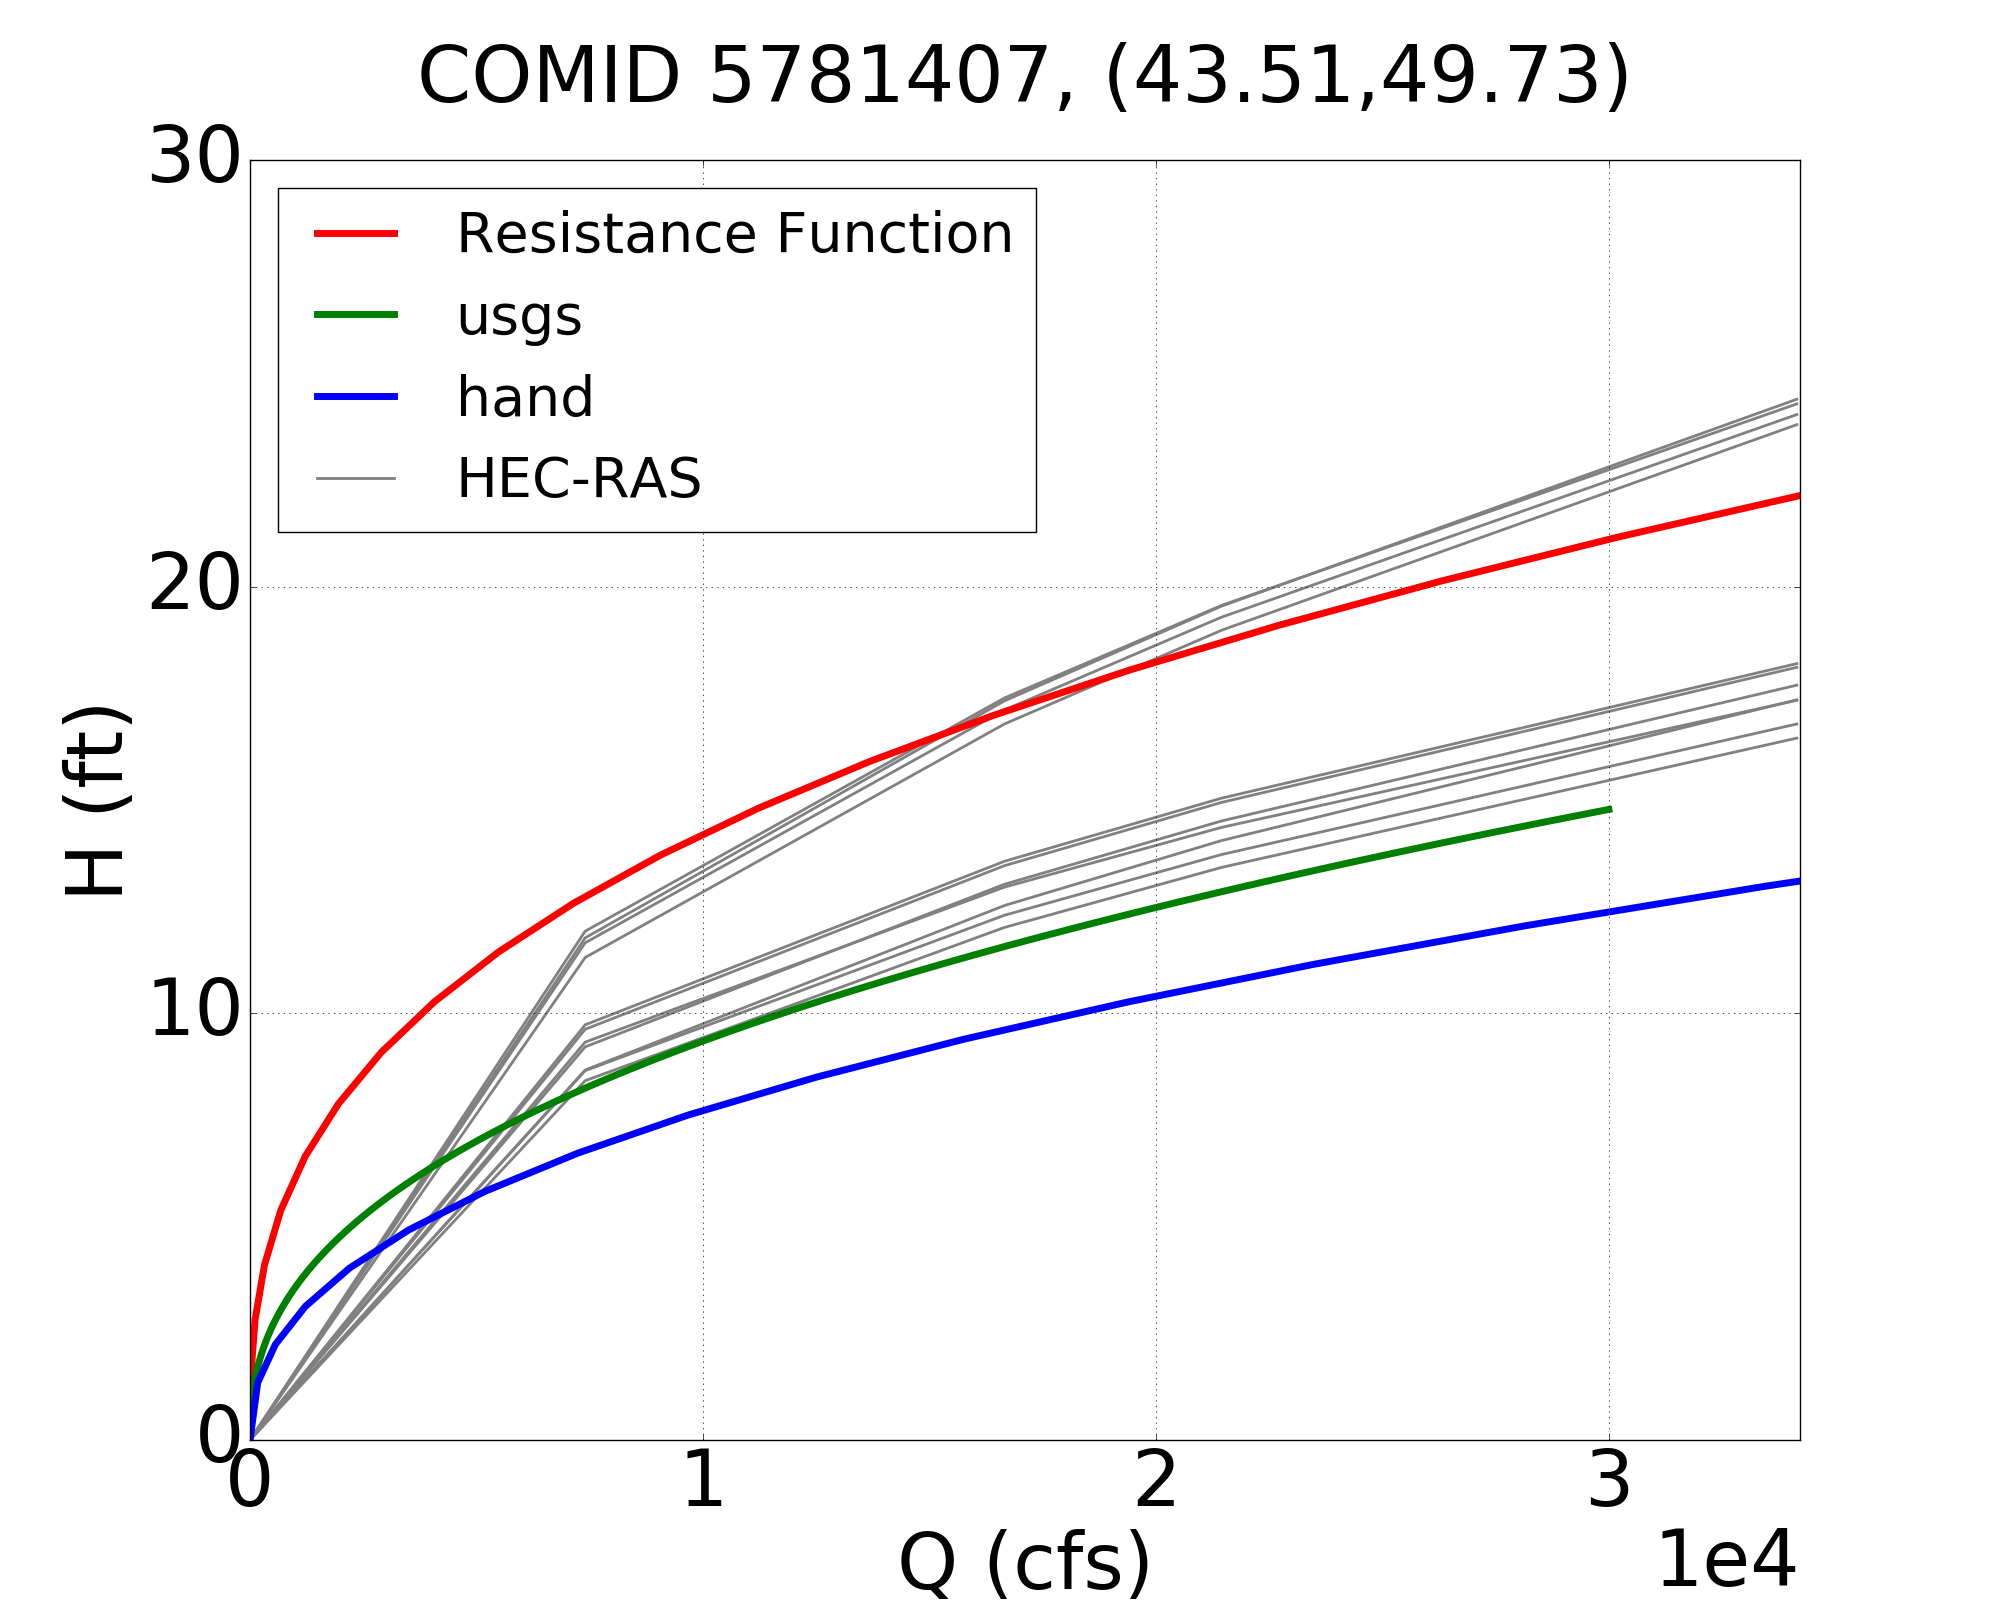 COMID 5781407, (43.51,49.73)
30
20
10
0
H (ft)
Resistance Function
usgs
hand
HEC-RAS
0 1 2 3
Q (cfs)
1e4